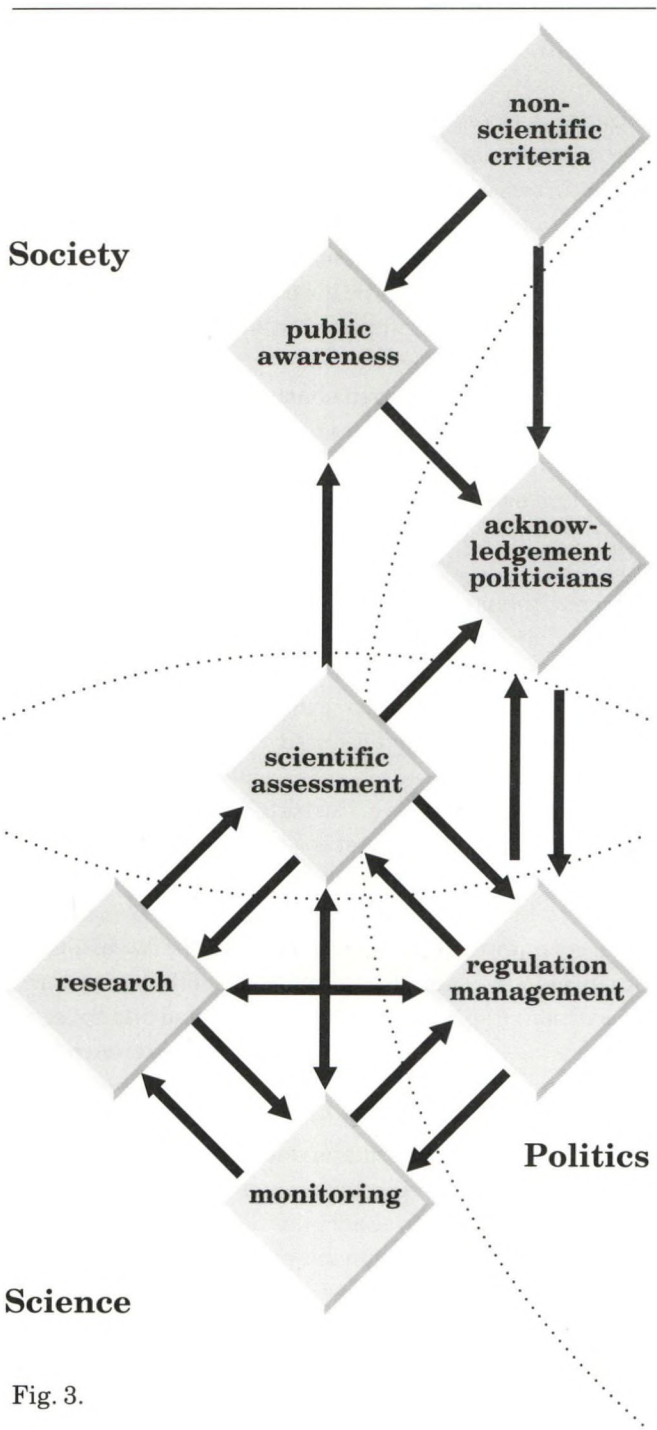 non-
scientific
criteria
Society
public
awareness
acknow-
ledgement
politicians
scientific
assessment
research
regulation
management
Politics
monitoring
Science
Fig. 3.